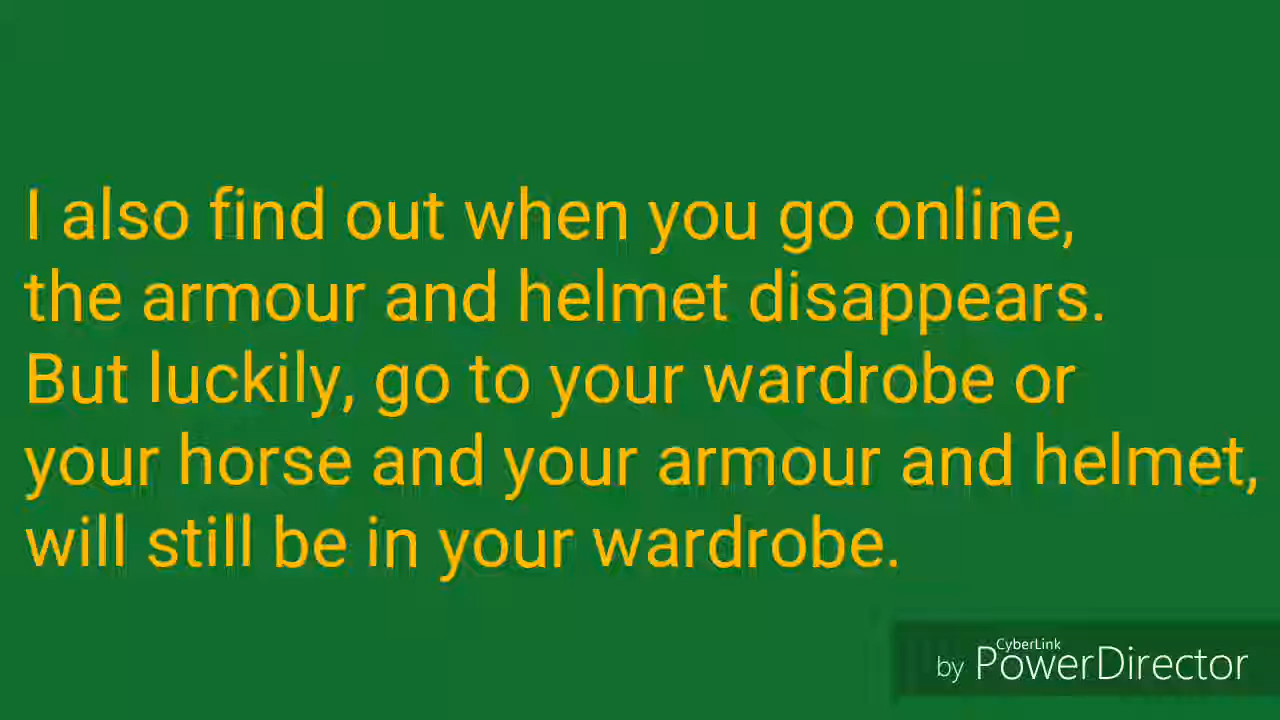 I also find out when you go online,
the armour and helmet disappears.
But luckily, go to your wardrobe or
your horse and your armour and helmet,
will still be in your wardrobe.
CyberLink
by PowerDirector